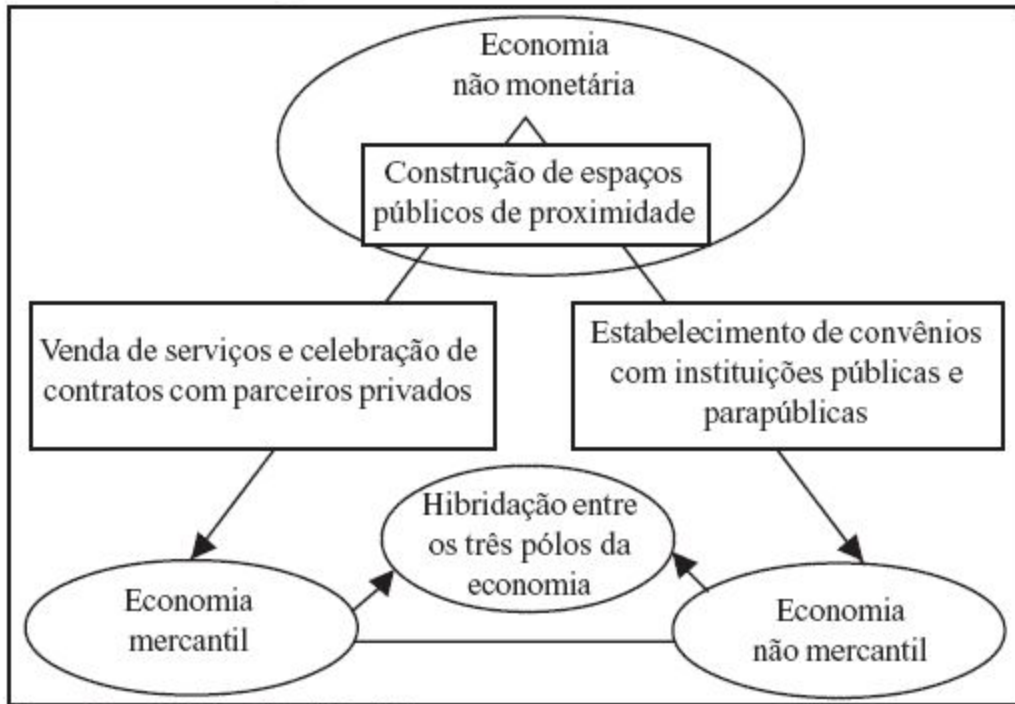 Economia
não monetária
Construção de espaços
públicos de proximidade
Venda de serviços e celebração de
contratos com parceiros privados
Estabelecimento de convênios
com instituições públicas e
parapúblicas
Hibridação entre
os três pólos da
economia
Economia
mercantil
Economia
não mercantil